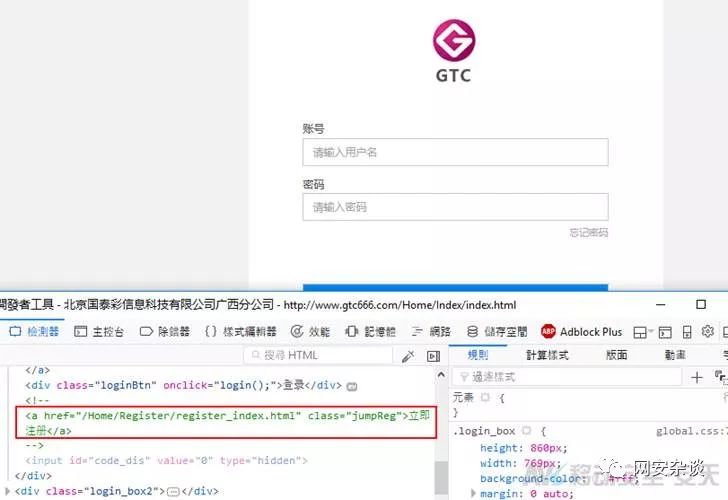 GTC
账号
请输入用户名
密码
请输入密码
忘记密码
開發者工具 - 北京国泰彩信息科技有限公司广西分公司 - http://www.gtc666.com/Home/Index/index.html
檢測器 主控台 除錯器 {} 樣式編輯器 效能 記憶體 網路 儲存空間 ABP Adblock Plus
搜尋 HTML
規則 計算樣式 版面 動畫
過濾樣式
</a>
<div class="loginBtn" onclick="login();">登录</div> ev
<!--
<a href="/Home/Register/register_index.html" class="jumpReg">立即
注册</a>
-->
<input id="code_dis" value="0" type="hidden">
</div>
<div class="login_box2"></div>
元素 {
}
.login_box { global.css:7
height: 860px;
width: 769px;
background-color: #fff;
margin: 0 auto;
网安杂谈